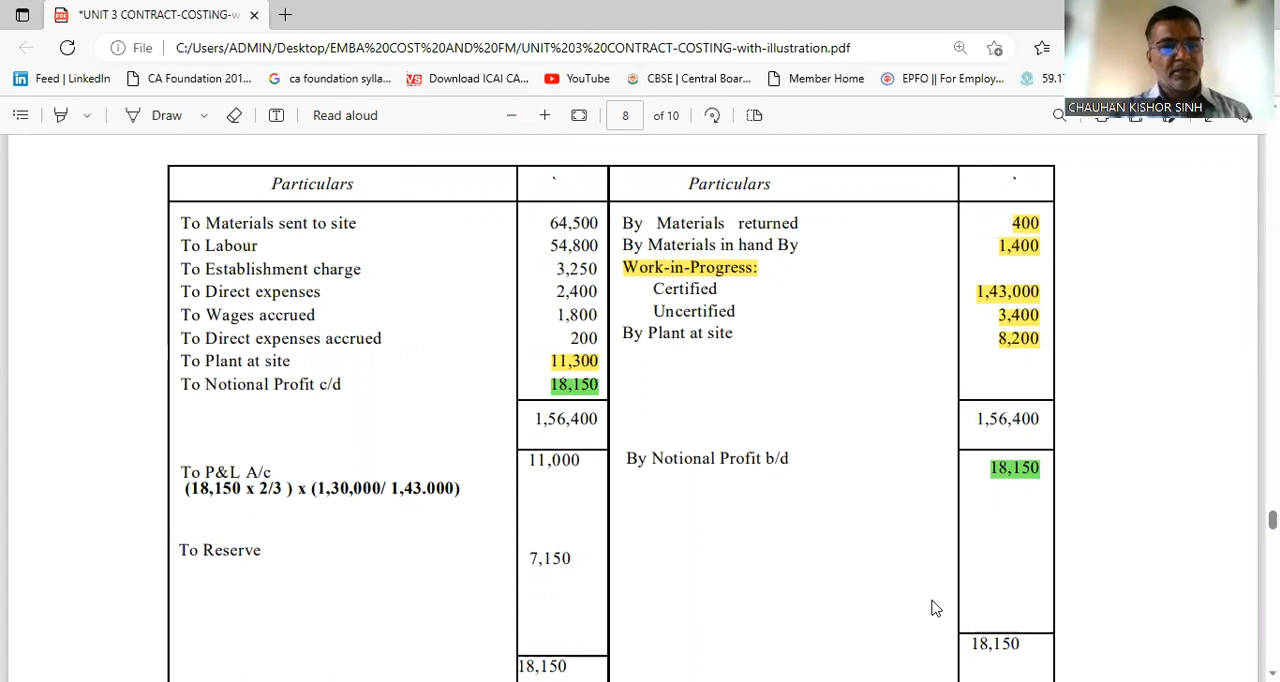 *UNIT 3 CONTRACT-COSTING-w
File C:/Users/ADMIN/Desktop/EMBA%20COST%20AND%20FM/UNIT%203%20CONTRACT-COSTING-with-illustration.pdf
Feed | LinkedIn CA Foundation 201... ca foundation sylla... Download ICAI CA... YouTube CBSE | Central Boar... Member Home EPFO || For Employ... 59.1
CHAUHAN KISHOR SINH
Draw Read aloud 8 of 10
Particulars ` Particulars `
To Materials sent to site 64,500 By Materials returned 400
To Labour 54,800 By Materials in hand By 1,400
To Establishment charge 3,250 Work-in-Progress:
To Direct expenses 2,400 Certified 1,43,000
To Wages accrued 1,800 Uncertified 3,400
To Direct expenses accrued 200 By Plant at site 8,200
To Plant at site 11,300
To Notional Profit c/d 18,150
1,56,400 1,56,400
To P&L A/c 11,000 By Notional Profit b/d 18,150
(18,150 x 2/3 ) x (1,30,000/ 1,43.000)
To Reserve 7,150
18,150
18,150